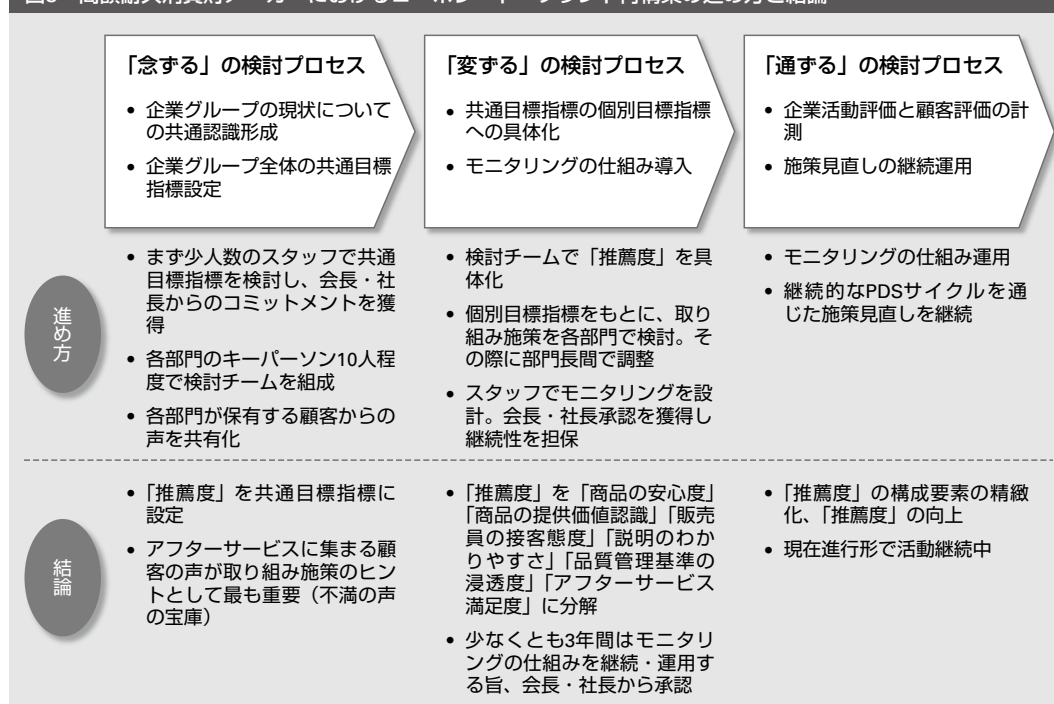 「念ずる」の検討プロセス
• 企業グループの現状について
の共通認識形成
• 企業グループ全体の共通目標
指標設定
「変ずる」の検討プロセス
• 共通目標指標の個別目標指標
への具体化
• モニタリングの仕組み導入
「通ずる」の検討プロセス
• 企業活動評価と顧客評価の計
測
• 施策見直しの継続運用
進め方
• まず少人数のスタッフで共通
目標指標を検討し、会長・社
長からのコミットメントを獲
得
• 各部門のキーパーソン10人程
度で検討チームを組成
• 各部門が保有する顧客からの
声を共有化
• 検討チームで「推薦度」を具
体化
• 個別目標指標をもとに、取り
組み施策を各部門で検討。そ
の際に部門長間で調整
• スタッフでモニタリングを設
計。会長・社長承認を獲得し
継続性を担保
• モニタリングの仕組み運用
• 継続的なPDSサイクルを通
じた施策見直しを継続
結論
• 「推薦度」を共通目標指標に
設定
• アフターサービスに集まる顧
客の声が取り組み施策のヒン
トとして最も重要（不満の声
の宝庫）
• 「推薦度」を「商品の安心度」
「商品の提供価値認識」「販売
員の接客態度」「説明のわか
りやすさ」「品質管理基準の
浸透度」「アフターサービス
満足度」に分解
• 少なくとも3年間はモニタリ
ングの仕組みを継続・運用す
る旨、会長・社長から承認
• 「推薦度」の構成要素の精緻
化、「推薦度」の向上
• 現在進行形で活動継続中